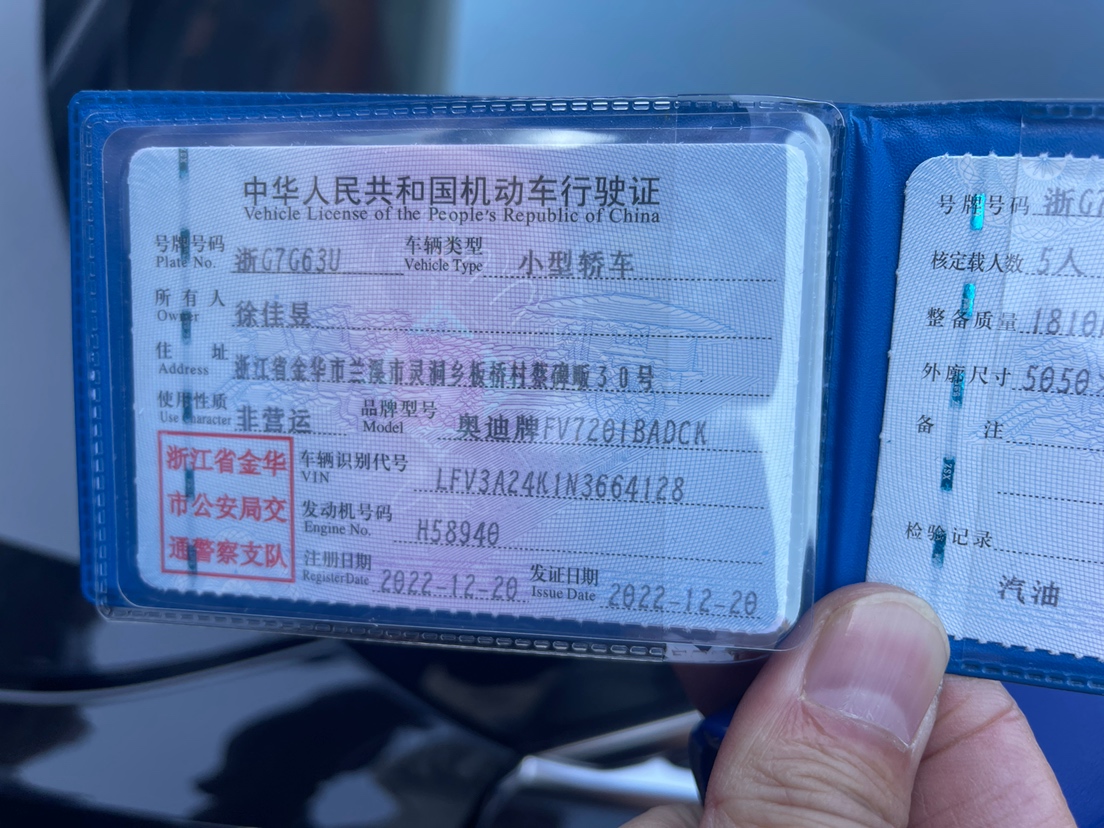 中华人民共和国机动车行驶证
Vehicle License of the People's Republic of China
号牌号码 浙G7G63U 车辆类型 小型轿车
Plate No. Vehicle Type
所有人 徐佳昱
Owner
住址 浙江省金华市兰溪市灵洞乡板桥村蔡碑畈30号
Address
使用性质 非营运 品牌型号 奥迪牌FV7201BADCK
Use Character Model
浙江省金华
市公安局交
通警察支队
车辆识别代号 LFV3A24K1N3664128
VIN
发动机号码 H58940
Engine No.
注册日期 2022-12-20 发证日期 2022-12-20
Register Date Issue Date
号牌号码 浙G7
核定载人数 5人
整备质量 1810
外廓尺寸 5050×
备注
检验记录
汽油